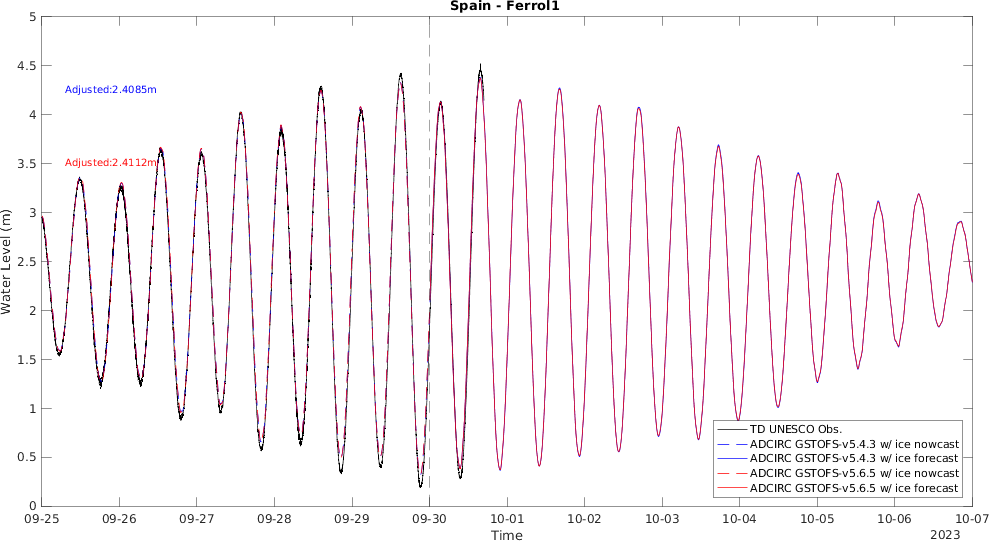 Spain - Ferrol1
5
4.5
4
3.5
3
2.5
2
1.5
1
0.5
0
Water Level (m)
Adjusted:2.4085m
Adjusted:2.4112m
TD UNESCO Obs.
ADCIRC GSTOFS-v5.4.3 w/ ice nowcast
ADCIRC GSTOFS-v5.4.3 w/ ice forecast
ADCIRC GSTOFS-v5.6.5 w/ ice nowcast
ADCIRC GSTOFS-v5.6.5 w/ ice forecast
09-25 09-26 09-27 09-28 09-29 09-30 10-01 10-02 10-03 10-04 10-05 10-06 10-07
Time
2023